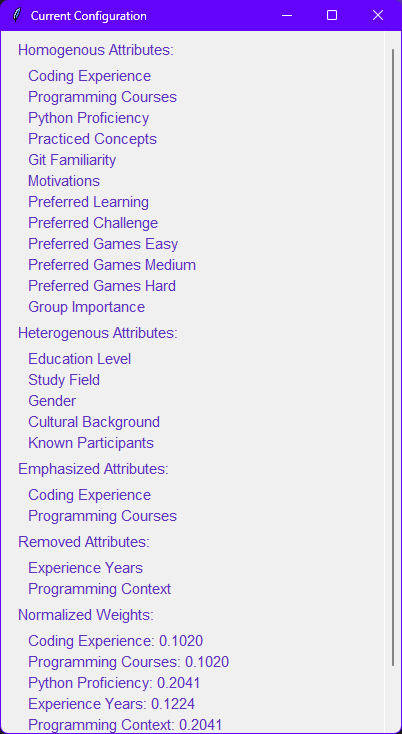 Current Configuration
Homogenous Attributes:
Coding Experience
Programming Courses
Python Proficiency
Practiced Concepts
Git Familiarity
Motivations
Preferred Learning
Preferred Challenge
Preferred Games Easy
Preferred Games Medium
Preferred Games Hard
Group Importance
Heterogenous Attributes:
Education Level
Study Field
Gender
Cultural Background
Known Participants
Emphasized Attributes:
Coding Experience
Programming Courses
Removed Attributes:
Experience Years
Programming Context
Normalized Weights:
Coding Experience: 0.1020
Programming Courses: 0.1020
Python Proficiency: 0.2041
Experience Years: 0.1224
Programming Context: 0.2041